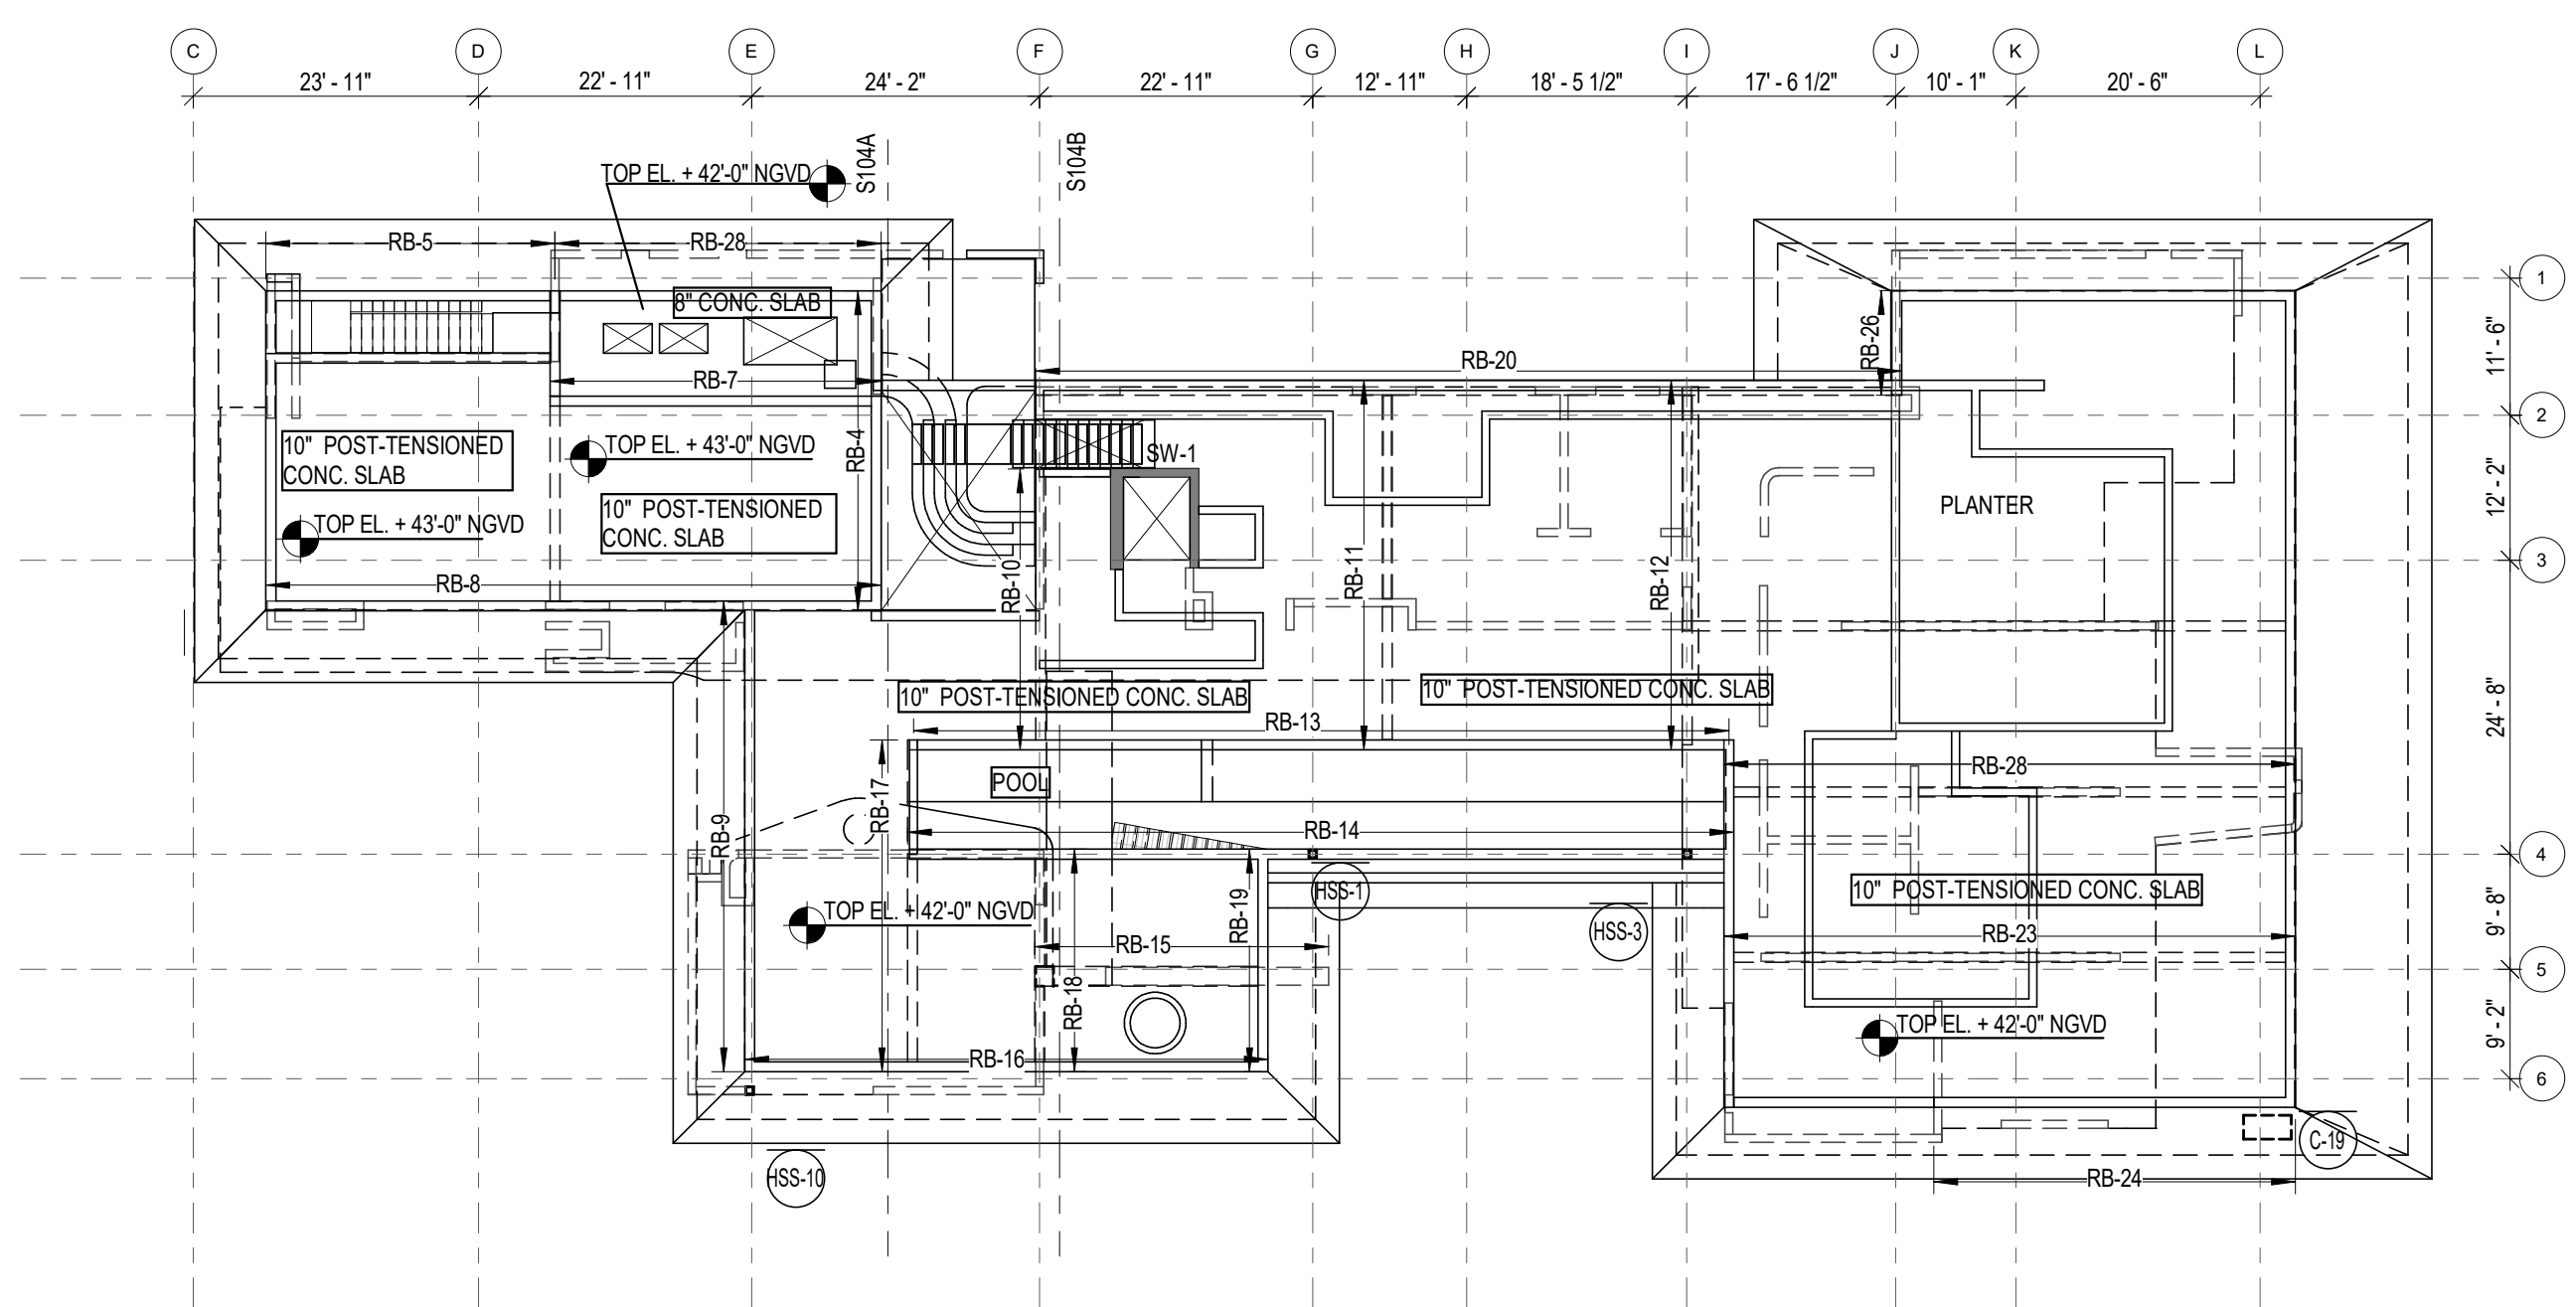 C D E F G H I J K L
23' - 11" 22' - 11" 24' - 2" 22' - 11" 12' - 11" 18' - 5 1/2" 17' - 6 1/2" 10' - 1" 20' - 6"
S104A
S104B
TOP EL. + 42'-0" NGVD
RB-5
RB-28
1
8" CONC. SLAB
11' - 6"
RB-26
RB-20
RB-7
2
10" POST-TENSIONED
CONC. SLAB
TOP EL. + 43'-0" NGVD
RB-4
SW-1
12' - 2"
PLANTER
TOP EL. + 43'-0" NGVD
10" POST-TENSIONED
CONC. SLAB
3
RB-8
RB-10
RB-11
RB-12
10" POST-TENSIONED CONC. SLAB
10" POST-TENSIONED CONC. SLAB
24' - 8"
RB-13
RB-28
POOL
RB-17
RB-14
RB-9
4
HSS-1
10" POST-TENSIONED CONC. SLAB
9' - 8"
TOP EL. + 42'-0" NGVD
RB-19
HSS-3
RB-23
RB-15
5
RB-18
TOP EL. + 42'-0" NGVD
9' - 2"
RB-16
6
C-19
HSS-10
RB-24